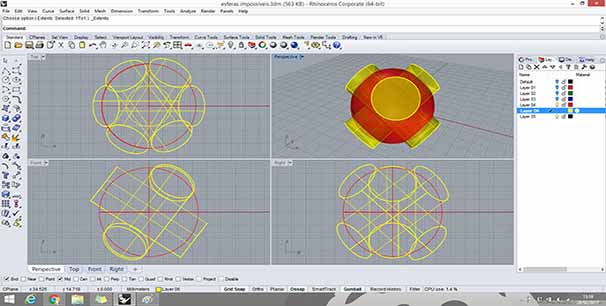 esferas impossiveis.3dm (563 KB) - Rhinoceros Corporate (64-bit)
File Edit View Curve Surface Solid Mesh Dimension Transform Tools Analyze Render Panels Help
Choose option ( Extents Selected 1To1 ): _Extents
Command:
Standard CPlanes Set View Display Select Viewport Layout Visibility Transform Curve Tools Surface Tools Solid Tools Mesh Tools Render Tools Drafting New in V5
Top
Perspective
Name Material
Default
Layer 01
Layer 02
Layer 03
Layer 04
Layer 06
Layer 05
Front
Right
Perspective Top Front Right
End Near Point Mid Cen Int Perp Tan Quad Knot Vertex Project Disable
CPlane x 34.526 y 14.718 z 0.000 Millimeters Layer 06 Grid Snap Ortho Planar Osnap SmartTrack Gumball Record History Filter CPU use: 1.4 %